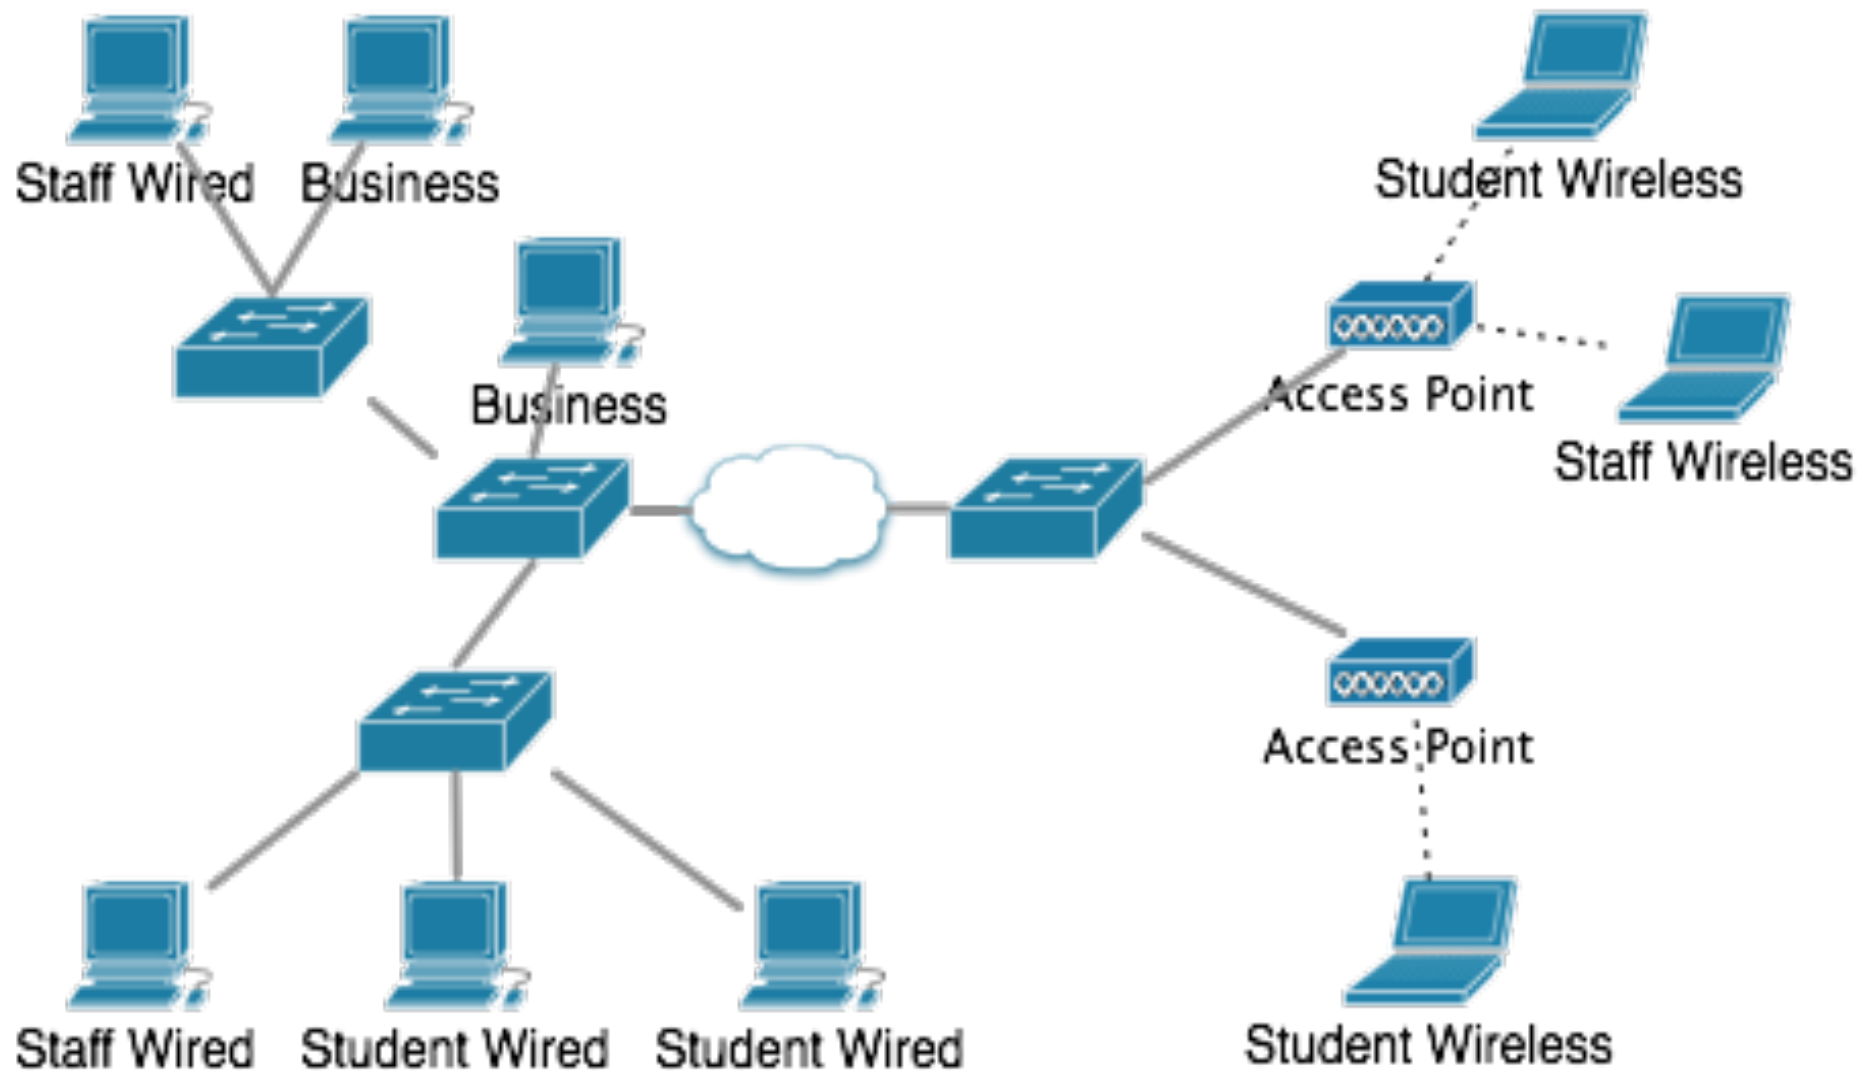 Staff Wired
Business
Student Wireless
Business
Access Point
Staff Wireless
Access Point
Staff Wired
Student Wired
Student Wired
Student Wireless